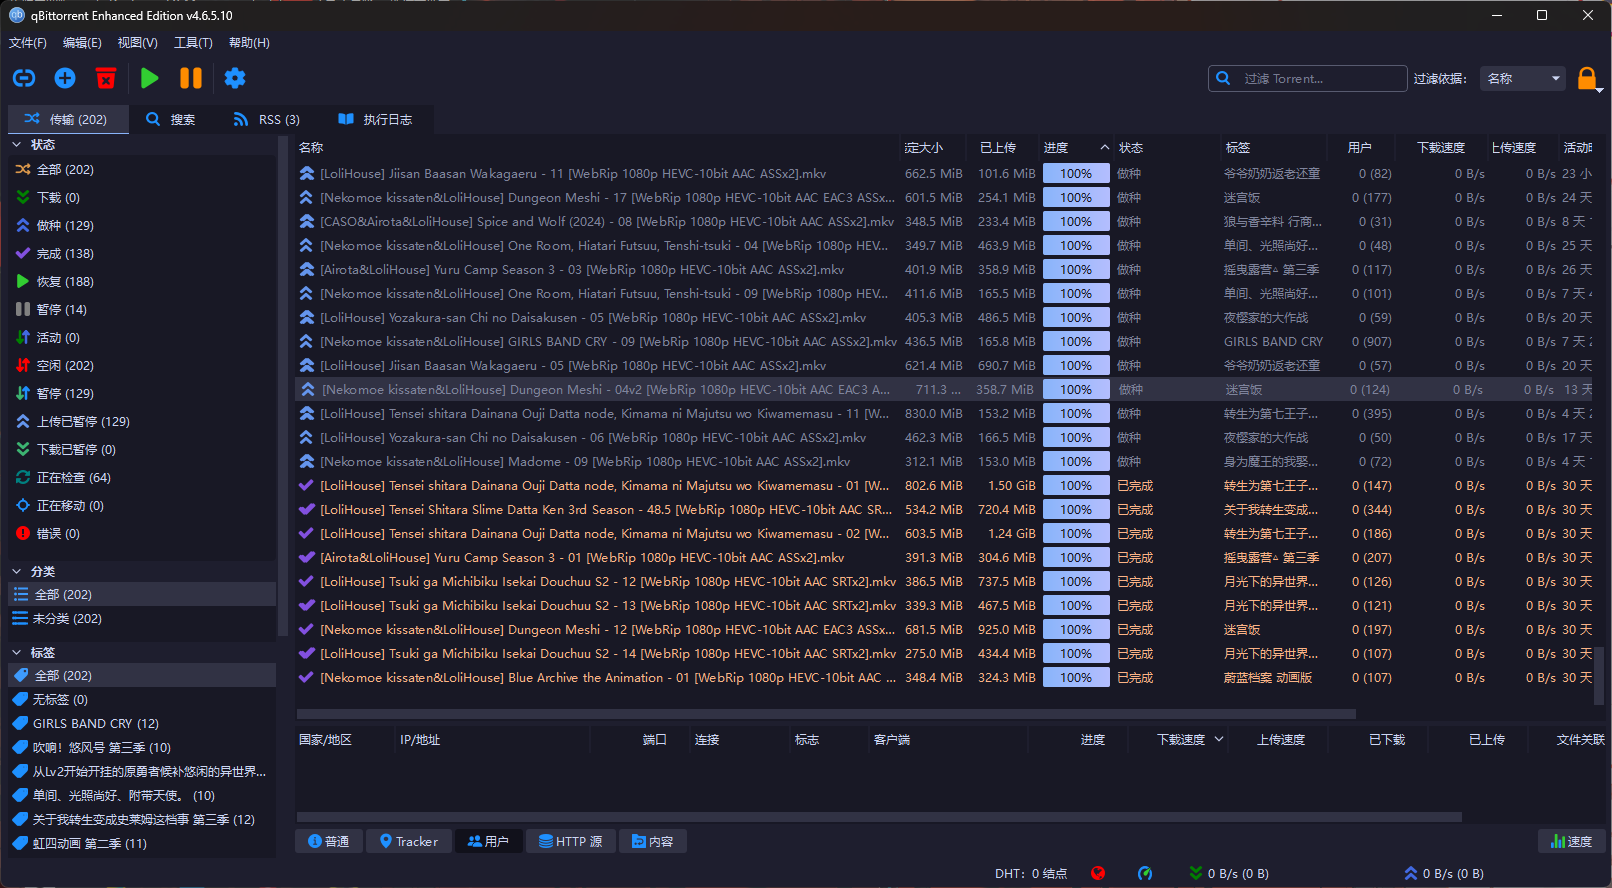 qBittorrent Enhanced Edition v4.6.5.10
文件(F) 编辑(E) 视图(V) 工具(T) 帮助(H)
过滤 Torrent... 过滤依据: 名称
传输 (202) 搜索 RSS (3) 执行日志
状态
全部 (202)
下载 (0)
做种 (129)
完成 (138)
恢复 (188)
暂停 (14)
活动 (0)
空闲 (202)
暂停 (129)
上传已暂停 (129)
下载已暂停 (0)
正在检查 (64)
正在移动 (0)
错误 (0)
分类
全部 (202)
未分类 (202)
标签
全部 (202)
无标签 (0)
GIRLS BAND CRY (12)
吹响！悠风号 第三季 (10)
从Lv2开始开挂的原勇者候补悠闲的异世界...
单间、光照尚好、附带天使。 (10)
关于我转生变成史莱姆这档事 第三季 (12)
虹四动画 第二季 (11)
名称 定大小 已上传 进度 状态 标签 用户 下载速度 上传速度 活动时
[LoliHouse] Jiisan Baasan Wakagaeru - 11 [WebRip 1080p HEVC-10bit AAC ASSx2].mkv 662.5 MiB 101.6 MiB 100% 做种 爷爷奶奶返老还童 0 (82) 0 B/s 0 B/s 23 小
[Nekomoe kissaten&LoliHouse] Dungeon Meshi - 17 [WebRip 1080p HEVC-10bit AAC EAC3 ASSx... 601.5 MiB 254.1 MiB 100% 做种 迷宫饭 0 (177) 0 B/s 0 B/s 24 天
[CASO&Airota&LoliHouse] Spice and Wolf (2024) - 08 [WebRip 1080p HEVC-10bit AAC ASSx2].mkv 348.5 MiB 233.4 MiB 100% 做种 狼与香辛料 行商... 0 (31) 0 B/s 0 B/s 8 天 1
[Nekomoe kissaten&LoliHouse] One Room, Hiatari Futsuu, Tenshi-tsuki - 04 [WebRip 1080p HEV... 349.7 MiB 463.9 MiB 100% 做种 单间、光照尚好... 0 (48) 0 B/s 0 B/s 25 天
[Airota&LoliHouse] Yuru Camp Season 3 - 03 [WebRip 1080p HEVC-10bit AAC ASSx2].mkv 401.9 MiB 358.9 MiB 100% 做种 摇曳露营△ 第三季 0 (117) 0 B/s 0 B/s 26 天
[Nekomoe kissaten&LoliHouse] One Room, Hiatari Futsuu, Tenshi-tsuki - 09 [WebRip 1080p HEV... 411.6 MiB 165.5 MiB 100% 做种 单间、光照尚好... 0 (101) 0 B/s 0 B/s 7 天 4
[LoliHouse] Yozakura-san Chi no Daisakusen - 05 [WebRip 1080p HEVC-10bit AAC ASSx2].mkv 405.3 MiB 486.5 MiB 100% 做种 夜樱家的大作战 0 (59) 0 B/s 0 B/s 20 天
[Nekomoe kissaten&LoliHouse] GIRLS BAND CRY - 09 [WebRip 1080p HEVC-10bit AAC ASSx2].mkv 436.5 MiB 165.8 MiB 100% 做种 GIRLS BAND CRY 0 (907) 0 B/s 0 B/s 7 天 2
[LoliHouse] Jiisan Baasan Wakagaeru - 05 [WebRip 1080p HEVC-10bit AAC ASSx2].mkv 621.4 MiB 690.7 MiB 100% 做种 爷爷奶奶返老还童 0 (57) 0 B/s 0 B/s 20 天
[Nekomoe kissaten&LoliHouse] Dungeon Meshi - 04v2 [WebRip 1080p HEVC-10bit AAC EAC3 A... 711.3 ... 358.7 MiB 100% 做种 迷宫饭 0 (124) 0 B/s 0 B/s 13 天
[LoliHouse] Tensei shitara Dainana Ouji Datta node, Kimama ni Majutsu wo Kiwamemasu - 11 [W... 830.0 MiB 153.2 MiB 100% 做种 转生为第七王子... 0 (395) 0 B/s 0 B/s 4 天 2
[LoliHouse] Yozakura-san Chi no Daisakusen - 06 [WebRip 1080p HEVC-10bit AAC ASSx2].mkv 462.3 MiB 166.5 MiB 100% 做种 夜樱家的大作战 0 (50) 0 B/s 0 B/s 17 天
[Nekomoe kissaten&LoliHouse] Madome - 09 [WebRip 1080p HEVC-10bit AAC ASSx2].mkv 312.1 MiB 153.0 MiB 100% 做种 身为魔王的我娶... 0 (72) 0 B/s 0 B/s 4 天 1
[LoliHouse] Tensei shitara Dainana Ouji Datta node, Kimama ni Majutsu wo Kiwamemasu - 01 [W... 802.6 MiB 1.50 GiB 100% 已完成 转生为第七王子... 0 (147) 0 B/s 0 B/s 30 天
[LoliHouse] Tensei Shitara Slime Datta Ken 3rd Season - 48.5 [WebRip 1080p HEVC-10bit AAC SR... 534.2 MiB 720.4 MiB 100% 已完成 关于我转生变成... 0 (344) 0 B/s 0 B/s 30 天
[LoliHouse] Tensei shitara Dainana Ouji Datta node, Kimama ni Majutsu wo Kiwamemasu - 02 [W... 603.5 MiB 1.24 GiB 100% 已完成 转生为第七王子... 0 (186) 0 B/s 0 B/s 30 天
[Airota&LoliHouse] Yuru Camp Season 3 - 01 [WebRip 1080p HEVC-10bit AAC ASSx2].mkv 391.3 MiB 304.6 MiB 100% 已完成 摇曳露营△ 第三季 0 (207) 0 B/s 0 B/s 30 天
[LoliHouse] Tsuki ga Michibiku Isekai Douchuu S2 - 12 [WebRip 1080p HEVC-10bit AAC SRTx2].mkv 386.5 MiB 737.5 MiB 100% 已完成 月光下的异世界... 0 (126) 0 B/s 0 B/s 30 天
[LoliHouse] Tsuki ga Michibiku Isekai Douchuu S2 - 13 [WebRip 1080p HEVC-10bit AAC SRTx2].mkv 339.3 MiB 467.5 MiB 100% 已完成 月光下的异世界... 0 (121) 0 B/s 0 B/s 30 天
[Nekomoe kissaten&LoliHouse] Dungeon Meshi - 12 [WebRip 1080p HEVC-10bit AAC EAC3 ASSx... 681.5 MiB 925.0 MiB 100% 已完成 迷宫饭 0 (197) 0 B/s 0 B/s 30 天
[LoliHouse] Tsuki ga Michibiku Isekai Douchuu S2 - 14 [WebRip 1080p HEVC-10bit AAC SRTx2].mkv 275.0 MiB 434.4 MiB 100% 已完成 月光下的异世界... 0 (107) 0 B/s 0 B/s 30 天
[Nekomoe kissaten&LoliHouse] Blue Archive the Animation - 01 [WebRip 1080p HEVC-10bit AAC ... 348.4 MiB 324.3 MiB 100% 已完成 蔚蓝档案 动画版 0 (107) 0 B/s 0 B/s 30 天
国家/地区 IP/地址 端口 连接 标志 客户端 进度 下载速度 上传速度 已下载 已上传 文件关联
普通 Tracker 用户 HTTP 源 内容 速度
DHT：0 结点 0 B/s (0 B) 0 B/s (0 B)